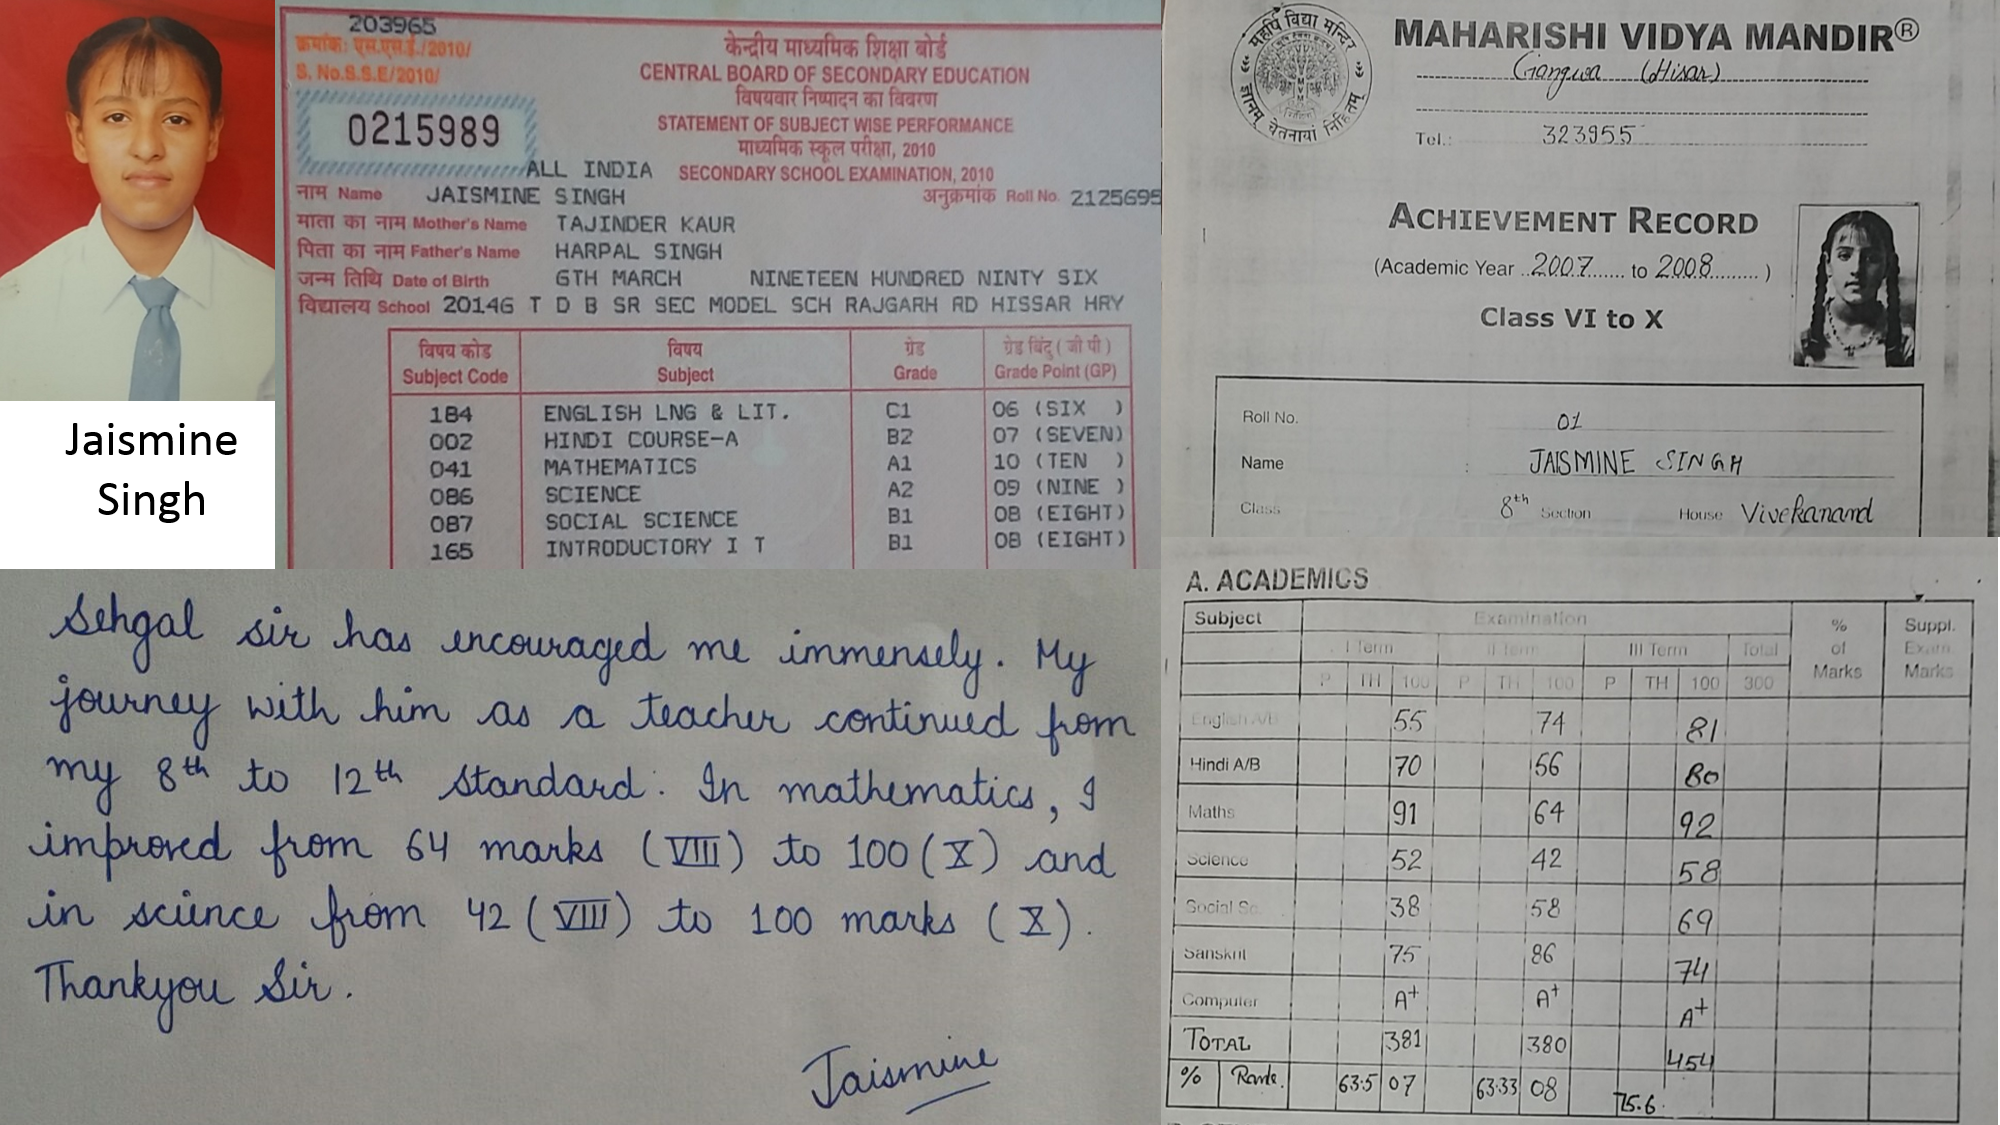 Jaismine
Singh
203965
क्रमांक: एस.एस.ई./2010/
S. No.S.S.E/2010/
0215989
केन्द्रीय माध्यमिक शिक्षा बोर्ड
CENTRAL BOARD OF SECONDARY EDUCATION
विषयवार निष्पादन का विवरण
STATEMENT OF SUBJECT WISE PERFORMANCE
माध्यमिक स्कूल परीक्षा, 2010
ALL INDIA SECONDARY SCHOOL EXAMINATION, 2010
नाम Name JAISMINE SINGH अनुक्रमांक Roll No. 2125695
माता का नाम Mother's Name TAJINDER KAUR
पिता का नाम Father's Name HARPAL SINGH
जन्म तिथि Date of Birth 6TH MARCH NINETEEN HUNDRED NINTY SIX
विद्यालय School 20146 T D B SR SEC MODEL SCH RAJGARH RD HISSAR HRY
विषय कोड विषय ग्रेड ग्रेड बिंदु ( जी पी )
Subject Code Subject Grade Grade Point (GP)
184 ENGLISH LNG & LIT. C1 06 (SIX )
002 HINDI COURSE-A B2 07 (SEVEN)
041 MATHEMATICS A1 10 (TEN )
086 SCIENCE A2 09 (NINE )
087 SOCIAL SCIENCE B1 08 (EIGHT)
165 INTRODUCTORY I T B1 08 (EIGHT)
महर्षि विद्या मन्दिर
ज्ञानम् चेतनायां निहितम्
MAHARISHI VIDYA MANDIR®
Gangwa (Hisar)
Tel.: 323955
ACHIEVEMENT RECORD
(Academic Year ..2007...... to 2008......... )
Class VI to X
Roll No. 01
Name : JAISMINE SINGH
Class 8th Section House Vivekanand
Sehgal sir has encouraged me immensely. My
journey with him as a teacher continued from
my 8th to 12th standard. In mathematics, I
improved from 64 marks (VIII) to 100 (X) and
in science from 42 (VIII) to 100 marks (X).
Thankyou Sir.
Jaismine
A. ACADEMICS
Subject Examination % of Marks Suppl. Exam. Marks
I Term II Term III Term Total
P TH 100 P TH 100 P TH 100 300
English A/B 55 74 81
Hindi A/B 70 56 80
Maths 91 64 92
Science 52 42 58
Social Sc. 38 58 69
Sanskrit 75 86 74
Computer A+ A+ A+
TOTAL 381 380 454
% Rank. 63.5 07 63.33 08 75.6